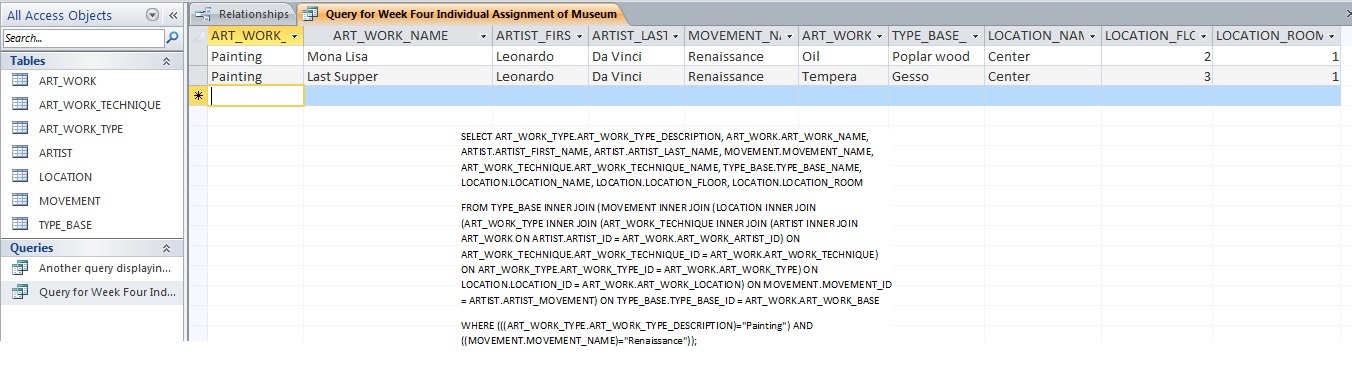 All Access Objects
Search...
Tables
ART_WORK
ART_WORK_TECHNIQUE
ART_WORK_TYPE
ARTIST
LOCATION
MOVEMENT
TYPE_BASE
Queries
Another query displayin...
Query for Week Four Ind...
Relationships
Query for Week Four Individual Assignment of Museum
ART_WORK_ ART_WORK_NAME ARTIST_FIRS ARTIST_LAST MOVEMENT_NA ART_WORK TYPE_BASE_ LOCATION_NAM LOCATION_FLO LOCATION_ROOM
Painting Mona Lisa Leonardo Da Vinci Renaissance Oil Poplar wood Center 2 1
Painting Last Supper Leonardo Da Vinci Renaissance Tempera Gesso Center 3 1
SELECT ART_WORK_TYPE.ART_WORK_TYPE_DESCRIPTION, ART_WORK.ART_WORK_NAME,
ARTIST.ARTIST_FIRST_NAME, ARTIST.ARTIST_LAST_NAME, MOVEMENT.MOVEMENT_NAME,
ART_WORK_TECHNIQUE.ART_WORK_TECHNIQUE_NAME, TYPE_BASE.TYPE_BASE_NAME,
LOCATION.LOCATION_NAME, LOCATION.LOCATION_FLOOR, LOCATION.LOCATION_ROOM
FROM TYPE_BASE INNER JOIN (MOVEMENT INNER JOIN (LOCATION INNER JOIN
(ART_WORK_TYPE INNER JOIN (ART_WORK_TECHNIQUE INNER JOIN (ARTIST INNER JOIN
ART_WORK ON ARTIST.ARTIST_ID = ART_WORK.ART_WORK_ARTIST_ID) ON
ART_WORK_TECHNIQUE.ART_WORK_TECHNIQUE_ID = ART_WORK.ART_WORK_TECHNIQUE)
ON ART_WORK_TYPE.ART_WORK_TYPE_ID = ART_WORK.ART_WORK_TYPE) ON
LOCATION.LOCATION_ID = ART_WORK.ART_WORK_LOCATION) ON MOVEMENT.MOVEMENT_ID
= ARTIST.ARTIST_MOVEMENT) ON TYPE_BASE.TYPE_BASE_ID = ART_WORK.ART_WORK_BASE
WHERE (((ART_WORK_TYPE.ART_WORK_TYPE_DESCRIPTION)="Painting") AND
((MOVEMENT.MOVEMENT_NAME)="Renaissance"));